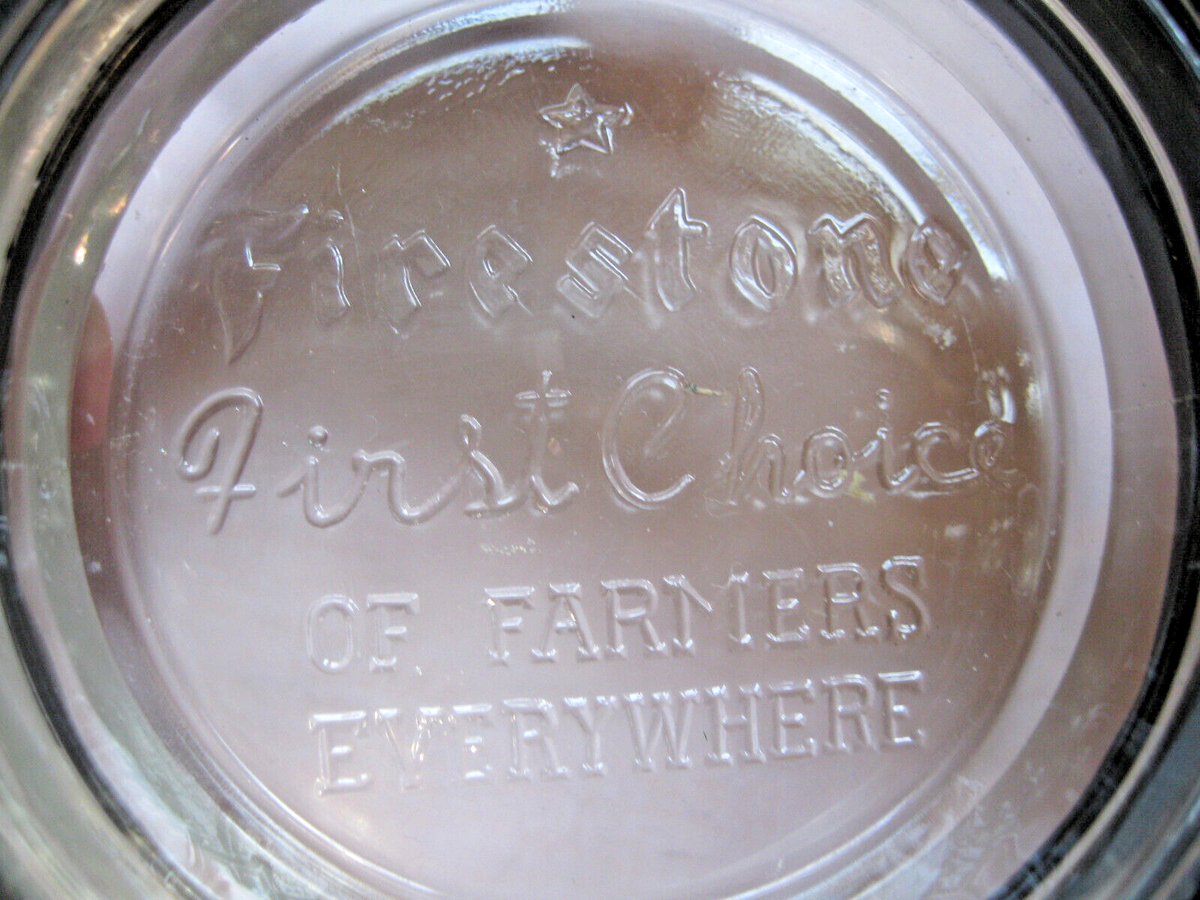 Firestone
First Choice
OF FARMERS
EVERYWHERE